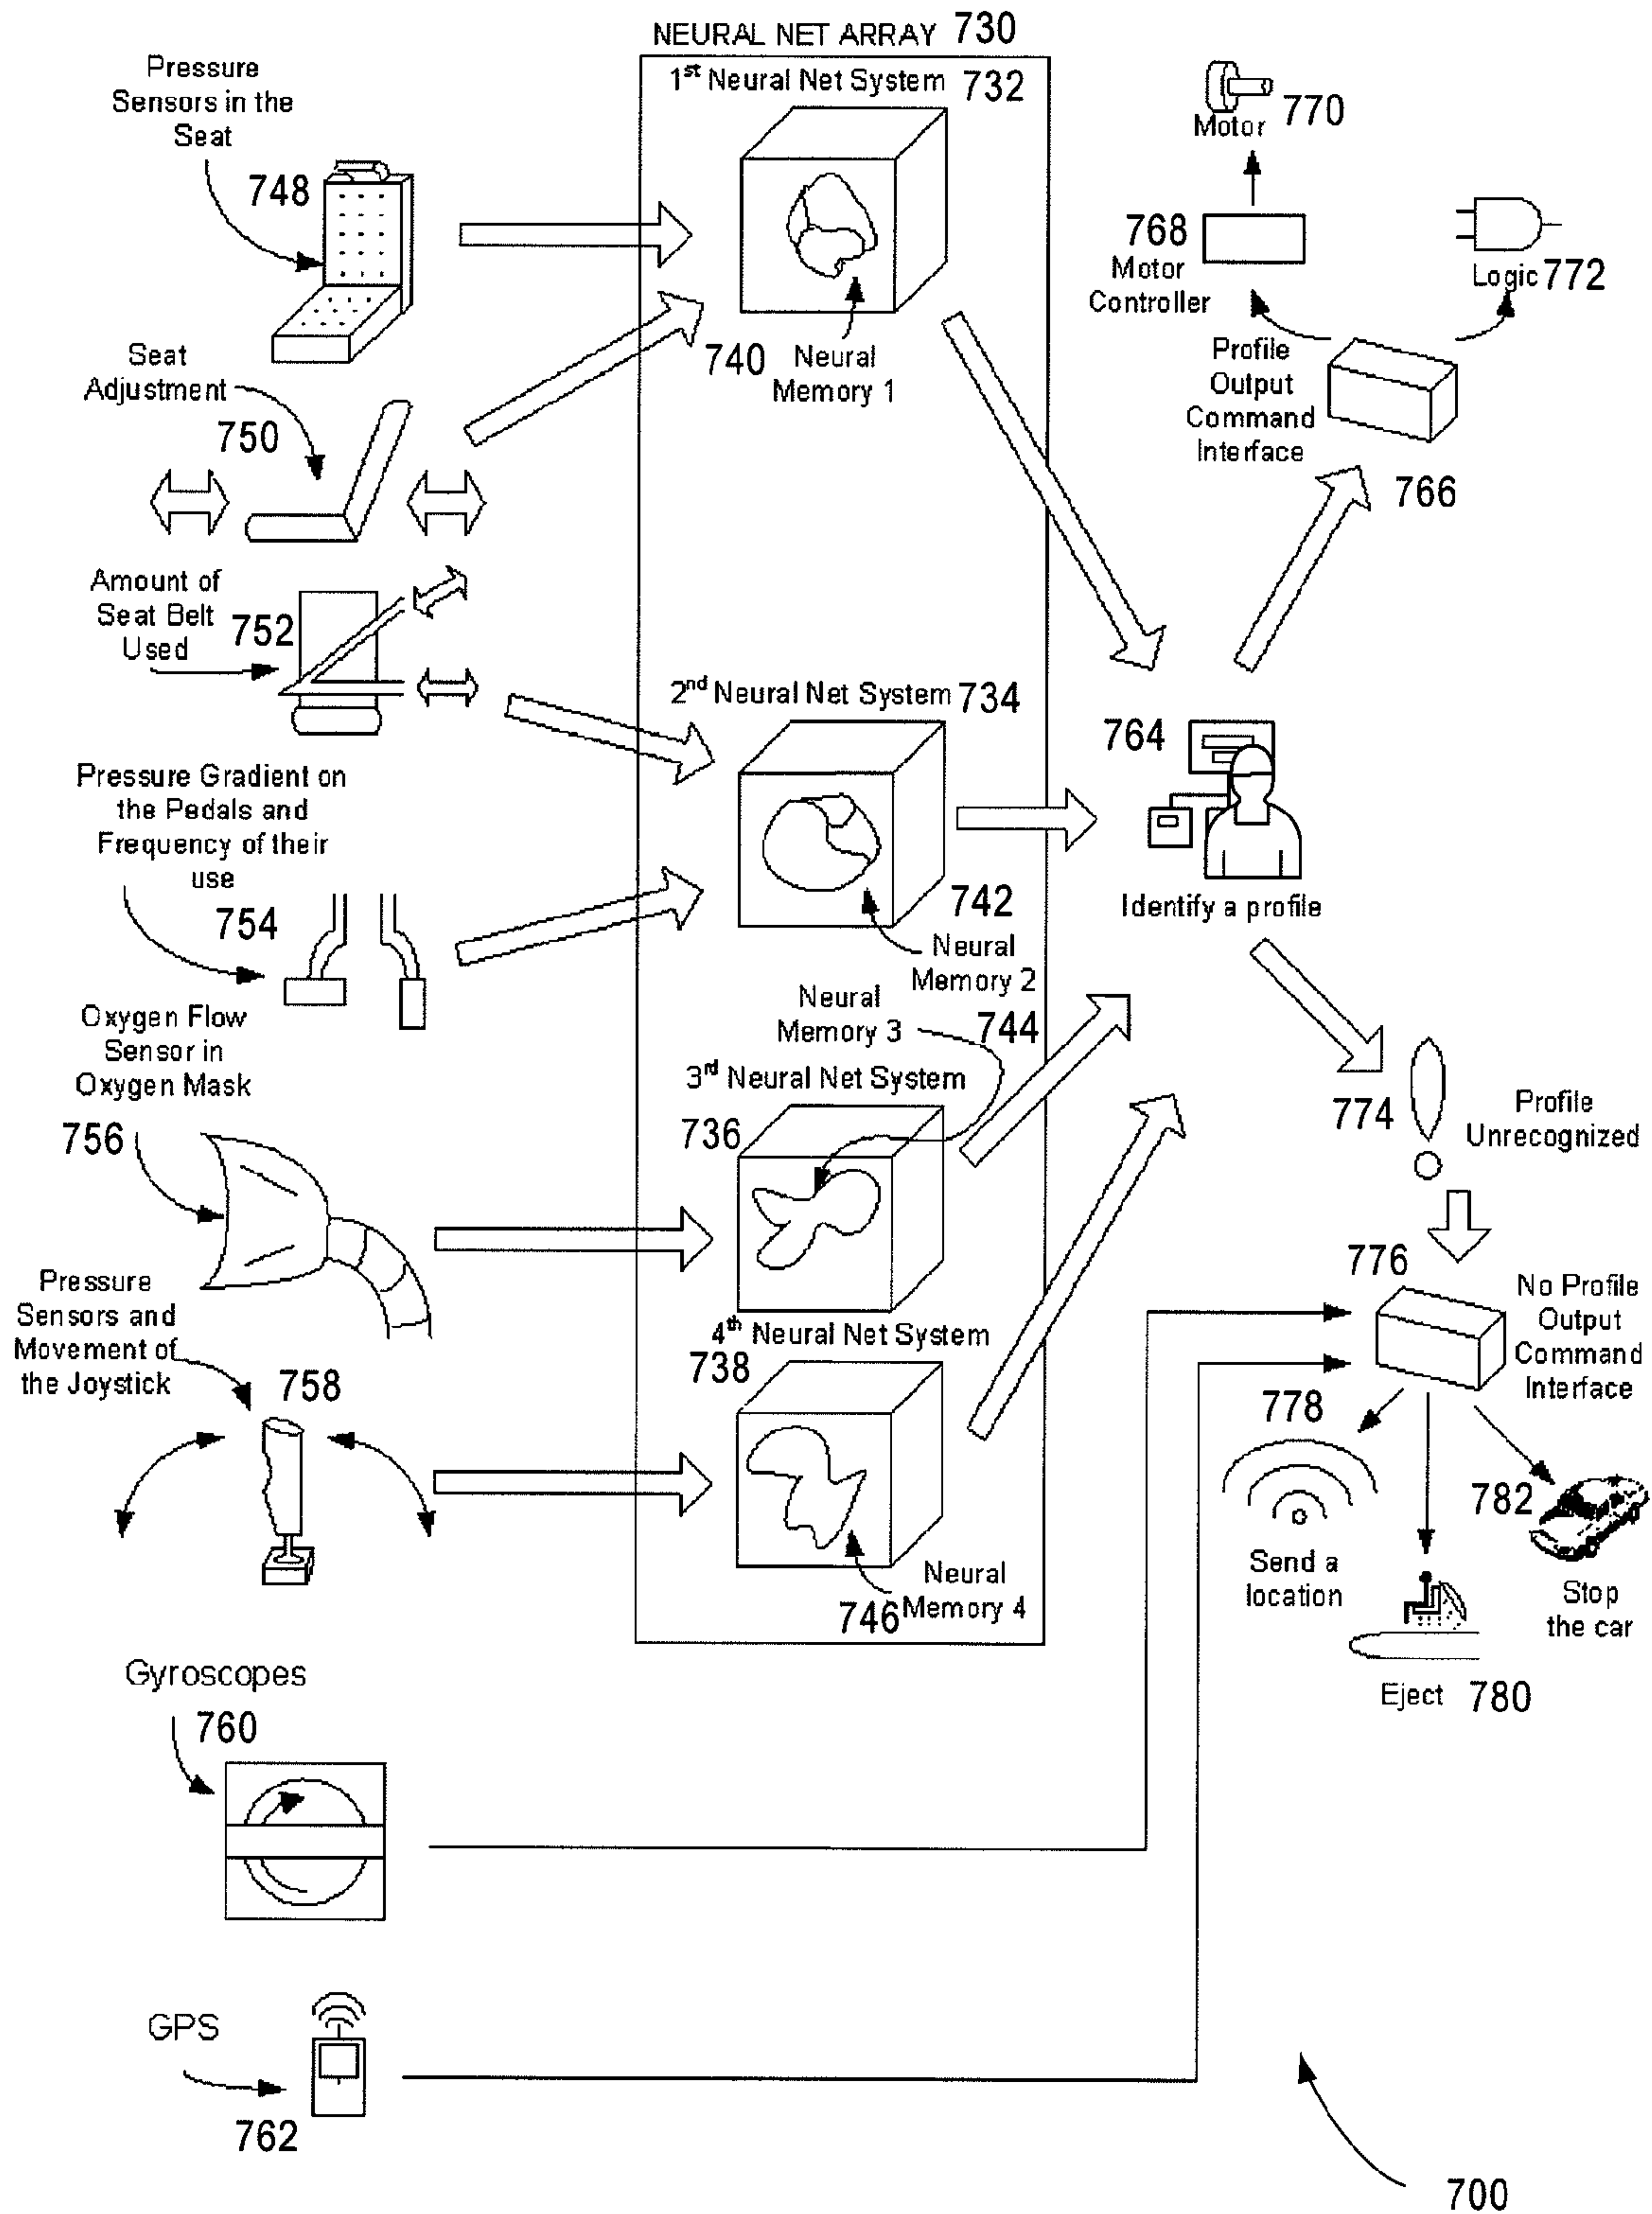 NEURAL NET ARRAY 730
1st Neural Net System 732
Pressure
Sensors in the
Seat
748
740 Neural
Memory 1
Seat
Adjustment
750
Amount of
Seat Belt
Used
752
2nd Neural Net System 734
Pressure Gradient on
the Pedals and
Frequency of their
use
754
742
Neural
Memory 2
Oxygen Flow
Sensor in
Oxygen Mask
756
Neural
Memory 3
744
3rd Neural Net System
736
Pressure
Sensors and
Movement of
the Joystick
758
4th Neural Net System
738
Neural
746 Memory 4
Gyroscopes
760
GPS
762
Motor 770
768
Motor
Controller
Logic 772
Profile
Output
Command
Interface
766
764
Identify a profile
774
Profile
Unrecognized
776
No Profile
Output
Command
Interface
778
Send a
location
782
Stop
the car
Eject 780
700